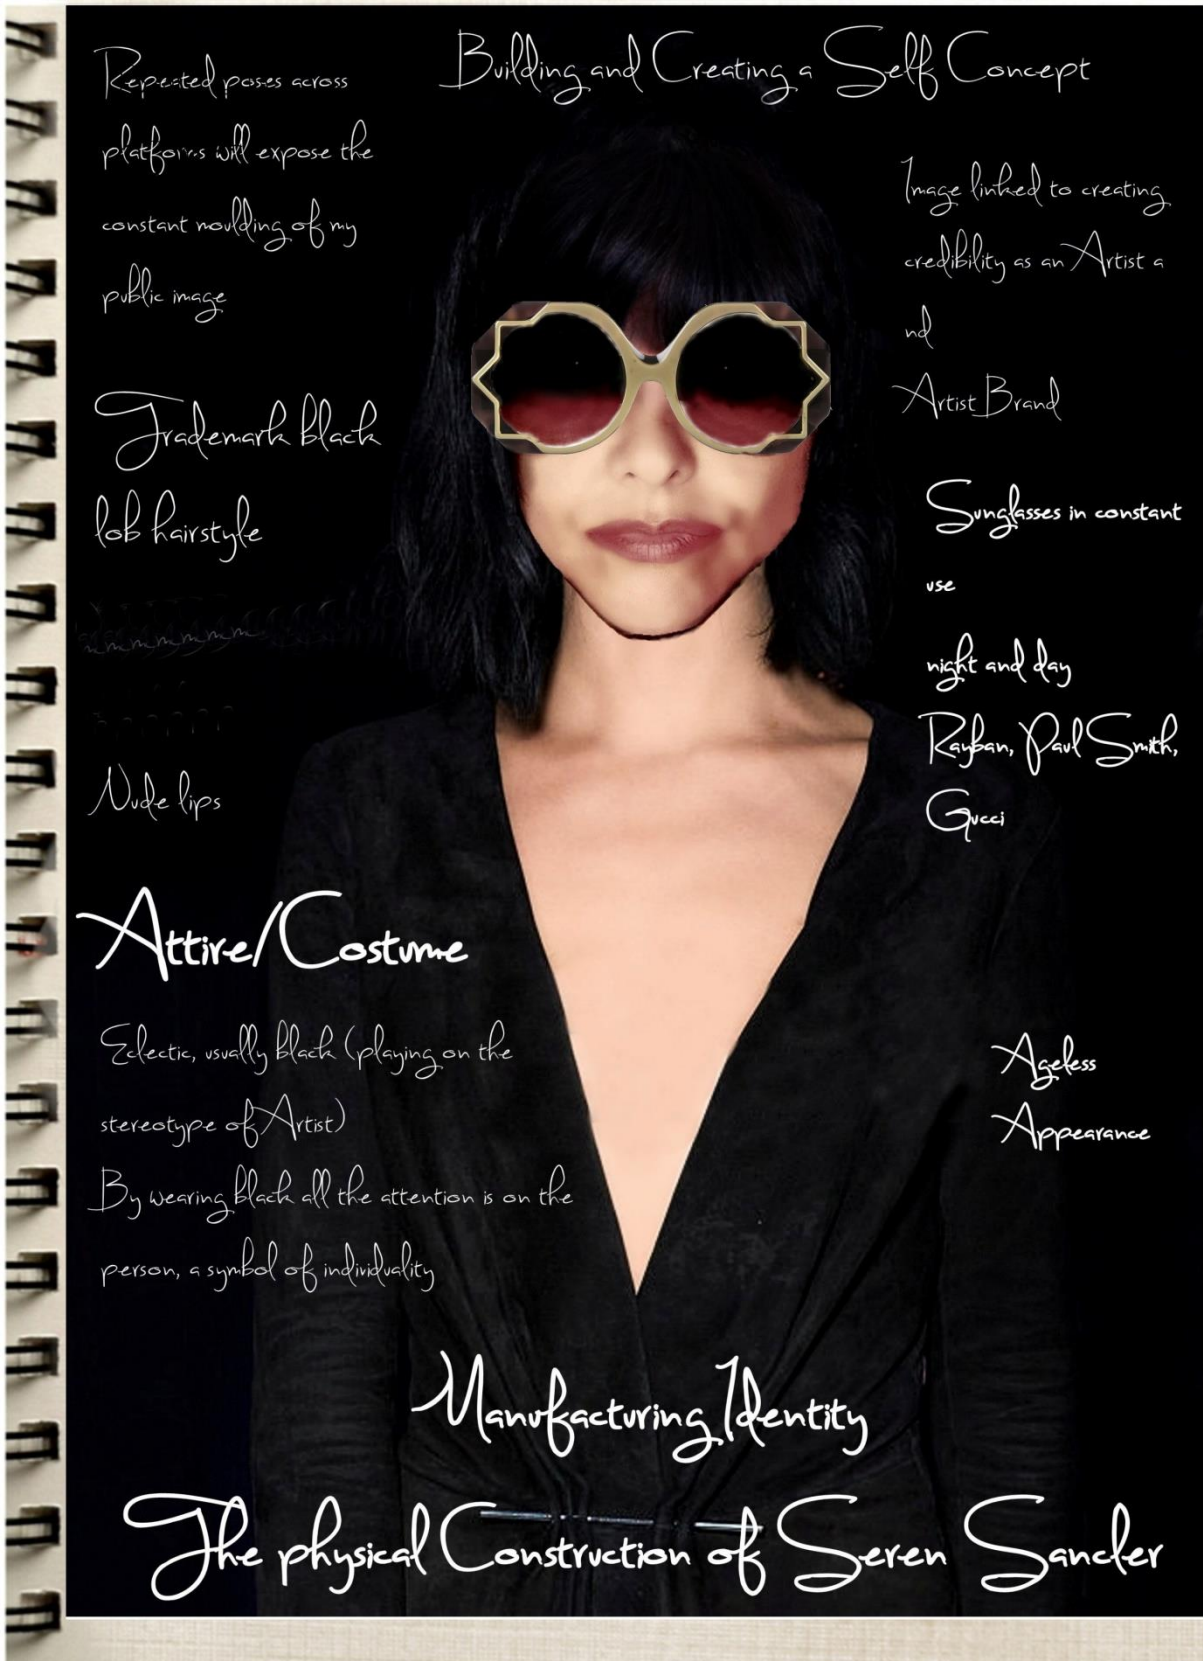 Building and Creating a Self Concept
Repeated poses across
platforms will expose the
constant moulding of my
public image
Image linked to creating
credibility as an Artist a
nd
Artist Brand
Trademark black
lob hairstyle
Sunglasses in constant
use
night and day
Rayban, Paul Smith,
Gucci
Nude lips
Attire/Costume
Eclectic, usually black (playing on the
stereotype of Artist)
By wearing black all the attention is on the
person, a symbol of individuality
Ageless
Appearance
Manufacturing Identity
The physical Construction of Seren Sancler